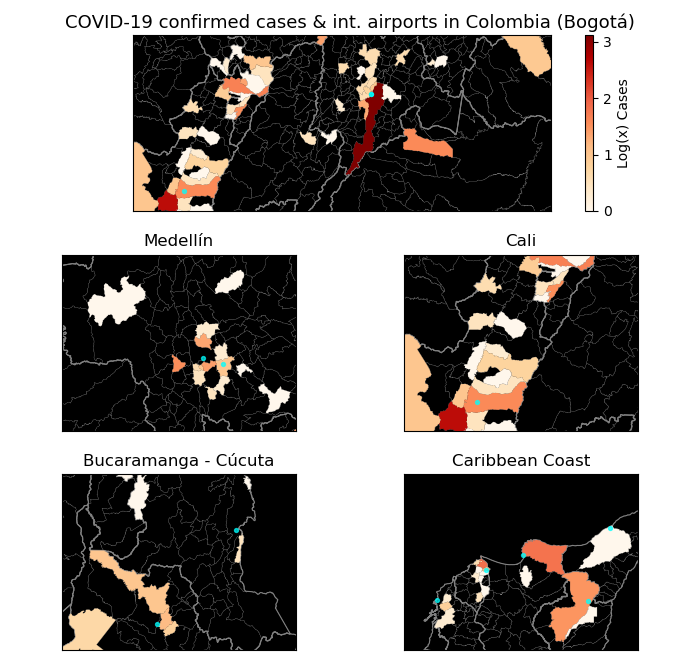 COVID-19 confirmed cases & int. airports in Colombia (Bogotá)
3
2
1
0
Log(x) Cases
Medellín
Cali
Bucaramanga - Cúcuta
Caribbean Coast